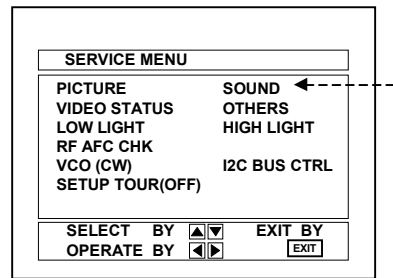 SERVICE MENU
PICTURE SOUND
VIDEO STATUS OTHERS
LOW LIGHT HIGH LIGHT
RF AFC CHK
VCO (CW) I2C BUS CTRL
SETUP TOUR(OFF)
SELECT BY ▲▼ EXIT BY
OPERATE BY ◀▶ EXIT